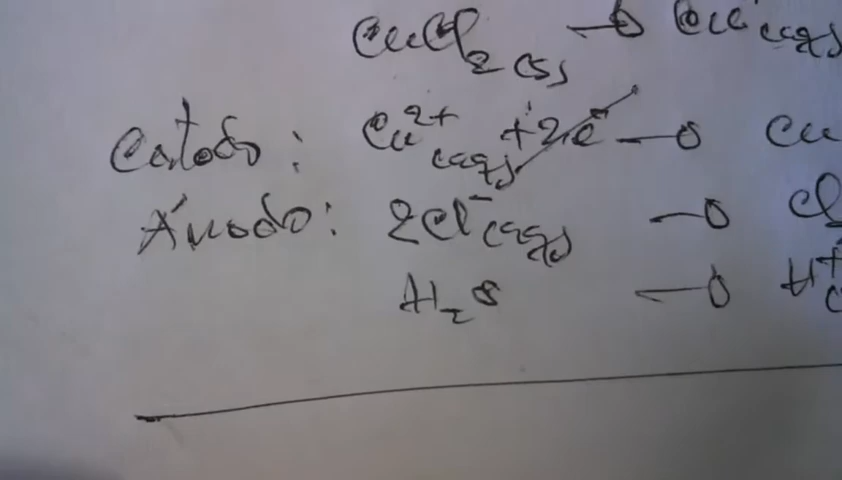 CuCl₂(s) → Cu (aq)
Catodo: Cu²⁺(aq) + 2e⁻ → Cu
Ánodo: 2Cl⁻(aq) → Cl
H₂O → H⁺